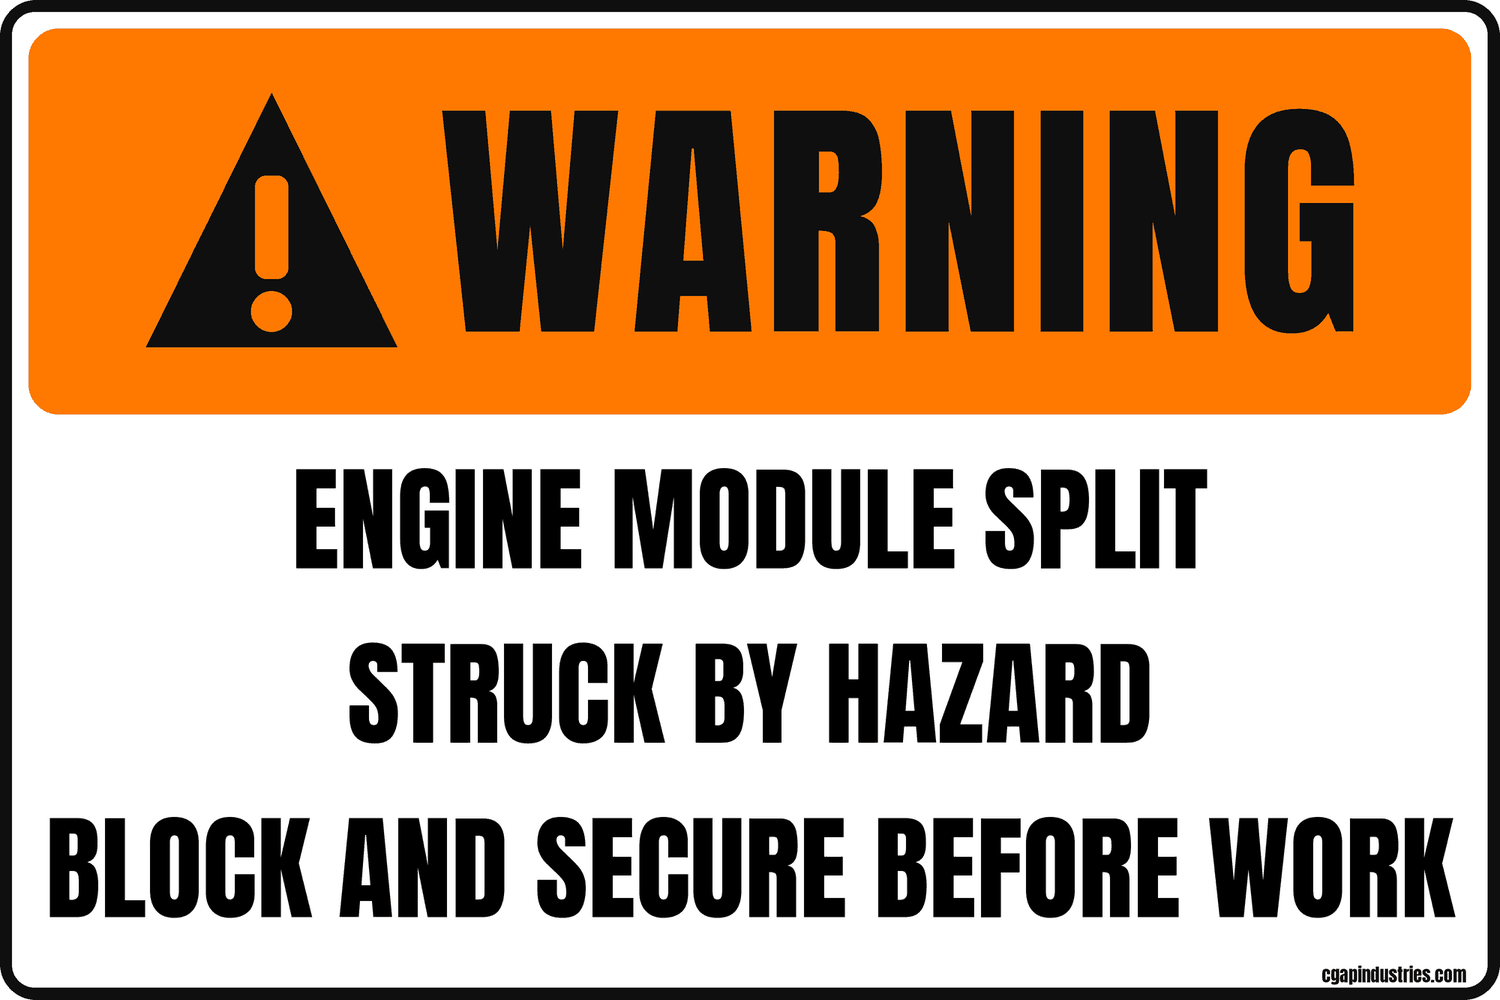 WARNING
ENGINE MODULE SPLIT
STRUCK BY HAZARD
BLOCK AND SECURE BEFORE WORK
cgapindustries.com